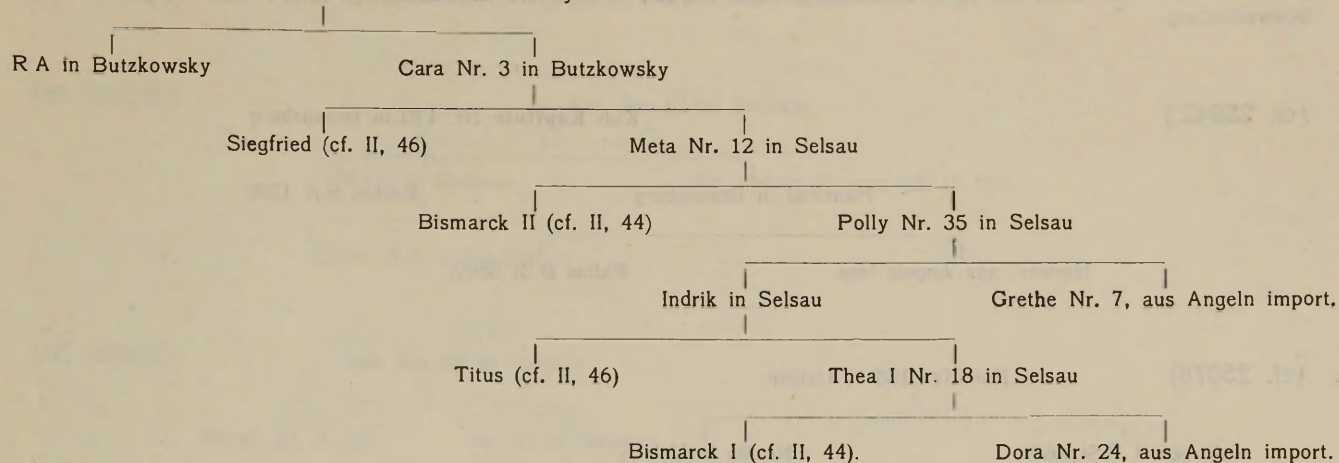 R A in Butzkowsky Cara Nr. 3 in Butzkowsky
Siegfried (cf. II, 46) Meta Nr. 12 in Selsau
Bismarck II (cf. II, 44) Polly Nr. 35 in Selsau
Indrik in Selsau Grethe Nr. 7, aus Angeln import.
Titus (cf. II, 46) Thea I Nr. 18 in Selsau
Bismarck I (cf. II, 44). Dora Nr. 24, aus Angeln import.